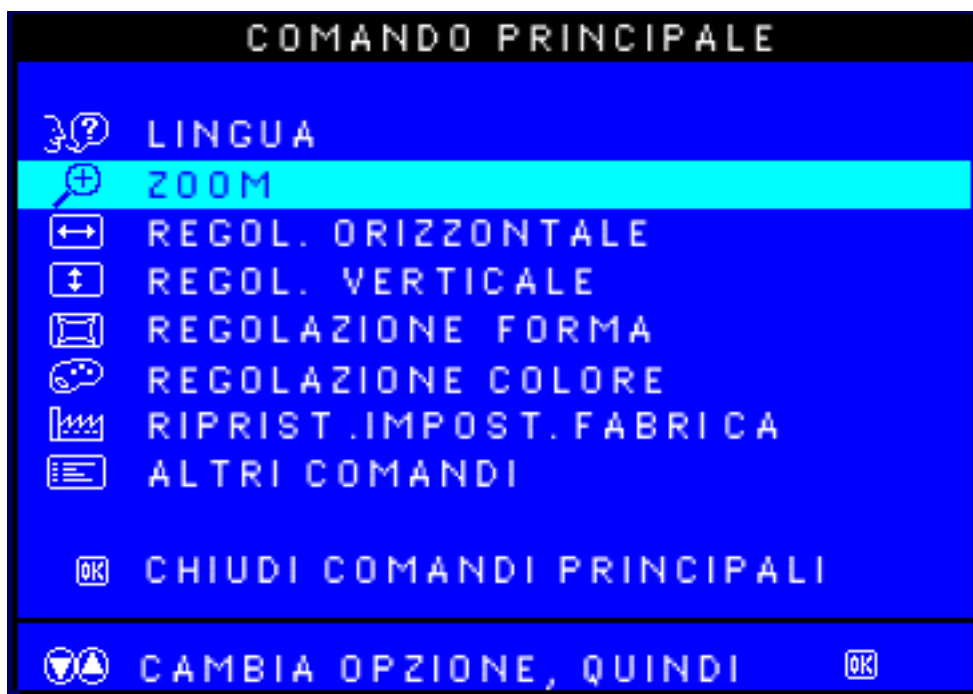 COMANDO PRINCIPALE
LINGUA
ZOOM
REGOL. ORIZZONTALE
REGOL. VERTICALE
REGOLAZIONE FORMA
REGOLAZIONE COLORE
RIPRIST.IMPOST.FABRICA
ALTRI COMANDI
OK CHIUDI COMANDI PRINCIPALI
CAMBIA OPZIONE, QUINDI OK